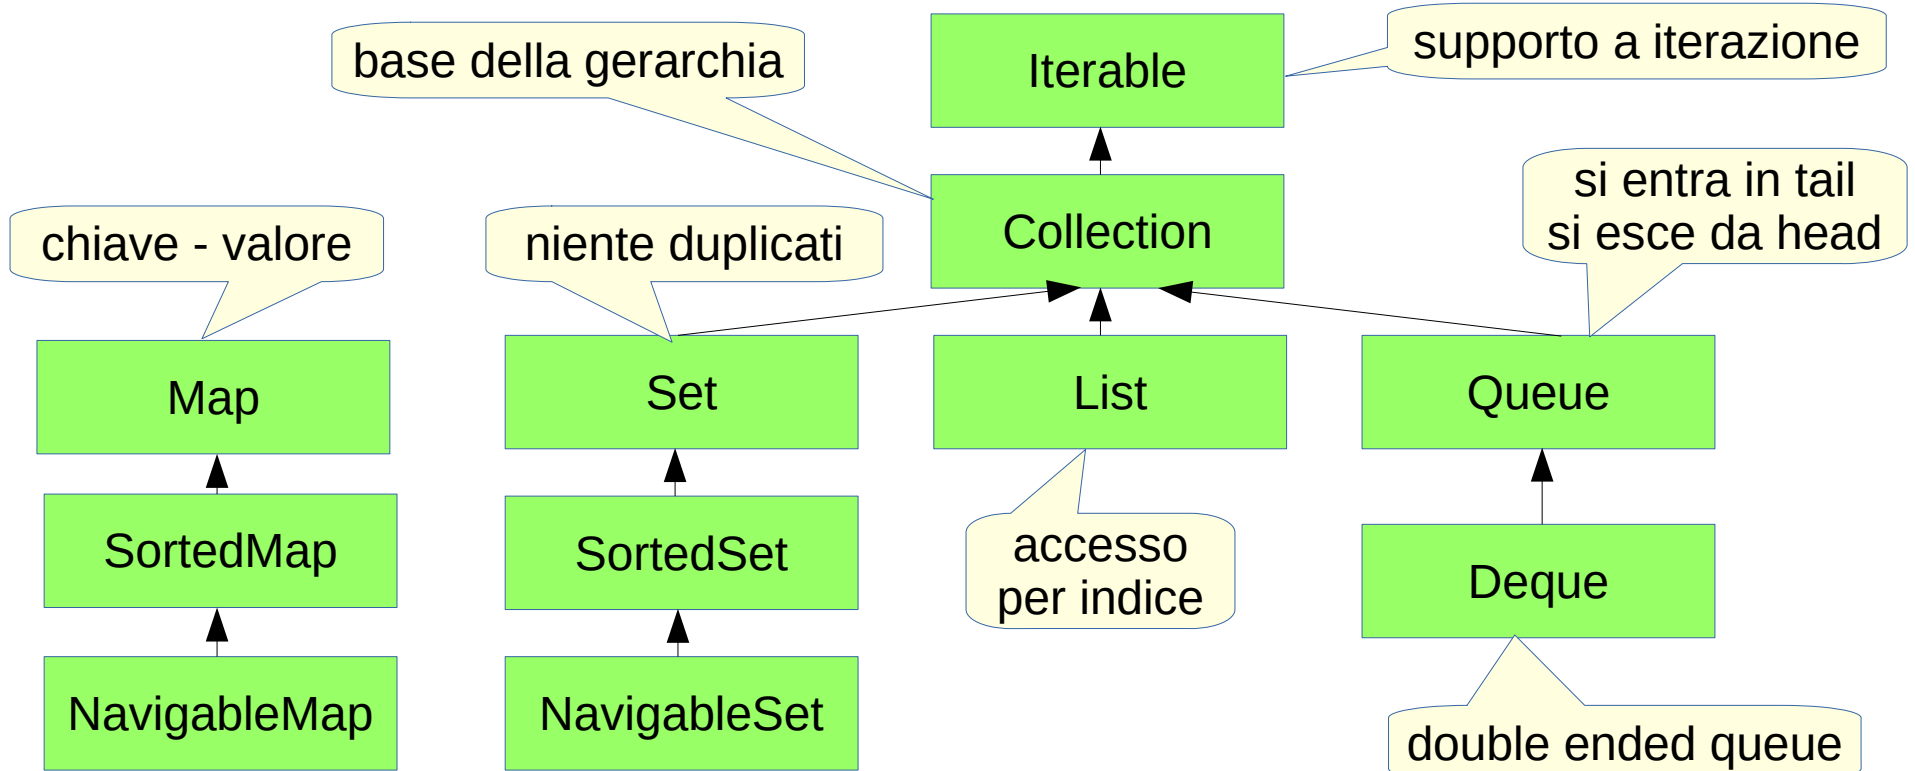 base della gerarchia
Iterable
supporto a iterazione
chiave - valore
niente duplicati
Collection
si entra in tail
si esce da head
Map
Set
List
Queue
SortedMap
SortedSet
accesso
per indice
Deque
NavigableMap
NavigableSet
double ended queue